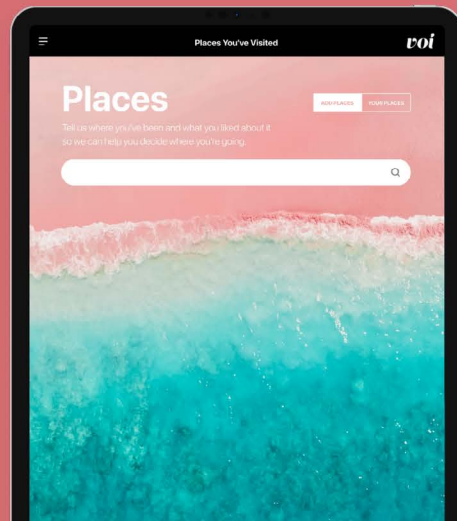 Places You've Visited
voi
Places
ADD PLACES
YOUR PLACES
Tell us where you've been and what you liked about it
so we can help you decide where you're going.